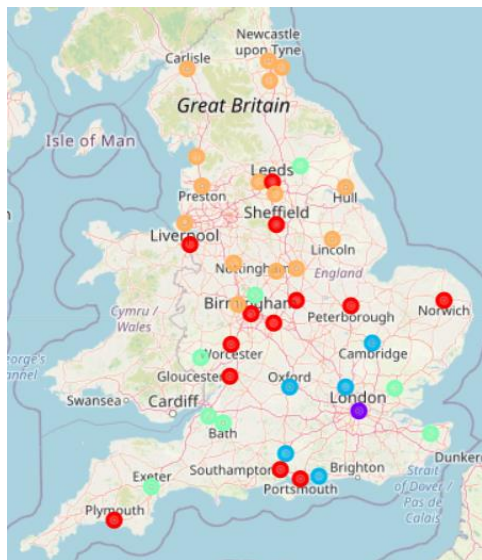 Newcastle
upon Tyne
Carlisle
Great Britain
Isle of Man
Leeds
Preston
Hull
Sheffield
Liverpool
Lincoln
Nottingham
England
Birmingham
Peterborough
Norwich
Cymru /
Wales
Worcester
Cambridge
Gloucester
Oxford
Swansea
Cardiff
London
Bath
Southampton
Brighton
Strait
of Dover /
Pas de
Calais
Dunker
Exeter
Portsmouth
Plymouth